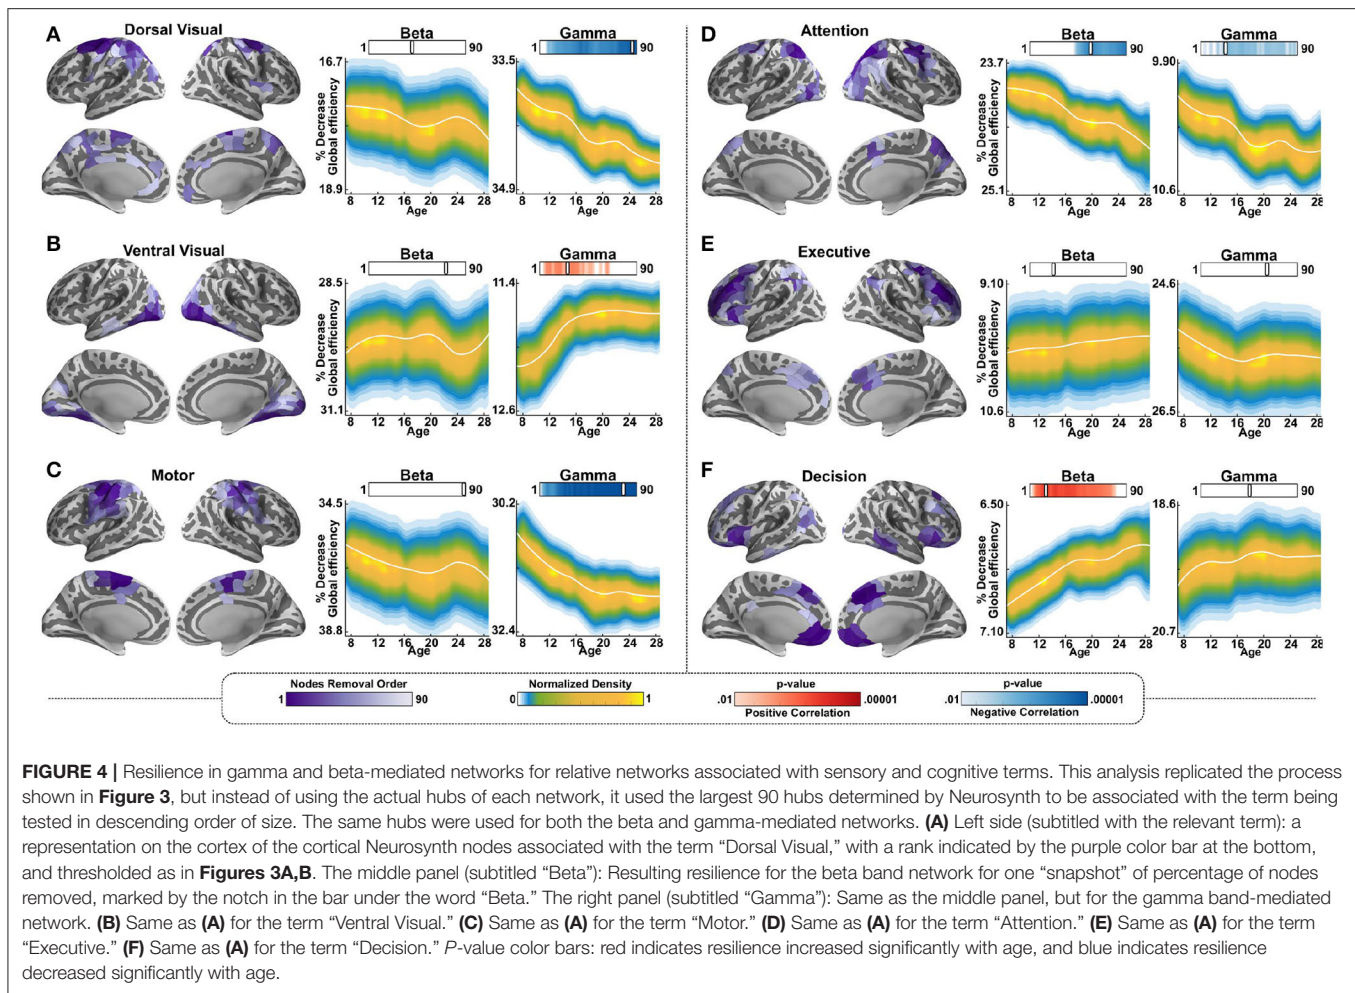 A
Dorsal Visual
Beta
1 90
Gamma
1 90
% Decrease
Global efficiency
16.7
18.9
33.5
34.9
8 12 16 20 24 28
Age
8 12 16 20 24 28
Age
B
Ventral Visual
Beta
1 90
Gamma
1 90
% Decrease
Global efficiency
28.5
31.1
11.4
12.6
8 12 16 20 24 28
Age
8 12 16 20 24 28
Age
C
Motor
Beta
1 90
Gamma
1 90
% Decrease
Global efficiency
34.5
38.8
30.2
32.4
8 12 16 20 24 28
Age
8 12 16 20 24 28
Age
D
Attention
Beta
1 90
Gamma
1 90
% Decrease
Global efficiency
23.7
25.1
9.90
10.6
8 12 16 20 24 28
Age
8 12 16 20 24 28
Age
E
Executive
Beta
1 90
Gamma
1 90
% Decrease
Global efficiency
9.10
10.6
24.6
26.5
8 12 16 20 24 28
Age
8 12 16 20 24 28
Age
F
Decision
Beta
1 90
Gamma
1 90
% Decrease
Global efficiency
6.50
7.10
18.6
20.7
8 12 16 20 24 28
Age
8 12 16 20 24 28
Age
Nodes Removal Order
1 90
Normalized Density
0 1
p-value
.01 .00001
Positive Correlation
p-value
.01 .00001
Negative Correlation
FIGURE 4 | Resilience in gamma and beta-mediated networks for relative networks associated with sensory and cognitive terms. This analysis replicated the process
shown in Figure 3, but instead of using the actual hubs of each network, it used the largest 90 hubs determined by Neurosynth to be associated with the term being
tested in descending order of size. The same hubs were used for both the beta and gamma-mediated networks. (A) Left side (subtitled with the relevant term): a
representation on the cortex of the cortical Neurosynth nodes associated with the term “Dorsal Visual,” with a rank indicated by the purple color bar at the bottom,
and thresholded as in Figures 3A,B. The middle panel (subtitled “Beta”): Resulting resilience for the beta band network for one “snapshot” of percentage of nodes
removed, marked by the notch in the bar under the word “Beta.” The right panel (subtitled “Gamma”): Same as the middle panel, but for the gamma band-mediated
network. (B) Same as (A) for the term “Ventral Visual.” (C) Same as (A) for the term “Motor.” (D) Same as (A) for the term “Attention.” (E) Same as (A) for the term
“Executive.” (F) Same as (A) for the term “Decision.” P-value color bars: red indicates resilience increased significantly with age, and blue indicates resilience
decreased significantly with age.